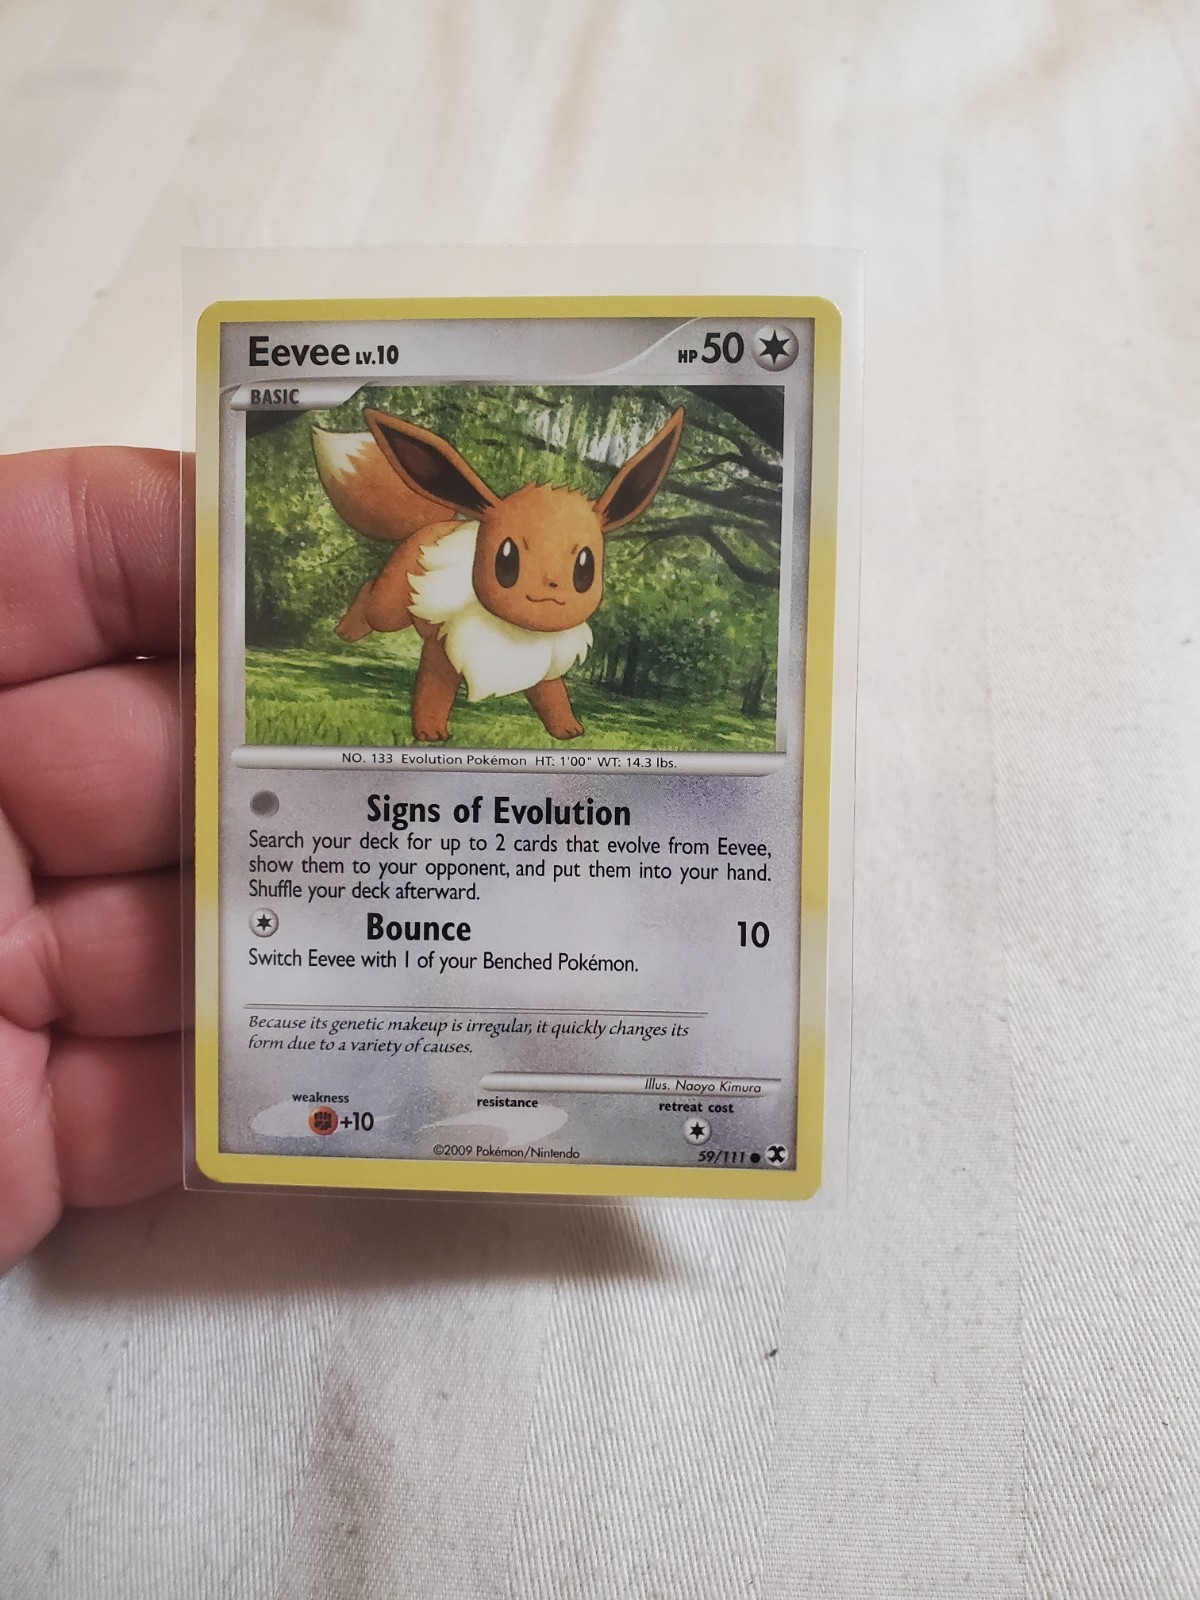 Eevee LV.10 HP 50
BASIC
NO. 133 Evolution Pokémon HT: 1'00" WT: 14.3 lbs.
Signs of Evolution
Search your deck for up to 2 cards that evolve from Eevee,
show them to your opponent, and put them into your hand.
Shuffle your deck afterward.
Bounce 10
Switch Eevee with 1 of your Benched Pokémon.
Because its genetic makeup is irregular, it quickly changes its
form due to a variety of causes.
Illus. Naoyo Kimura
weakness resistance retreat cost
+10
©2009 Pokémon/Nintendo 59/111